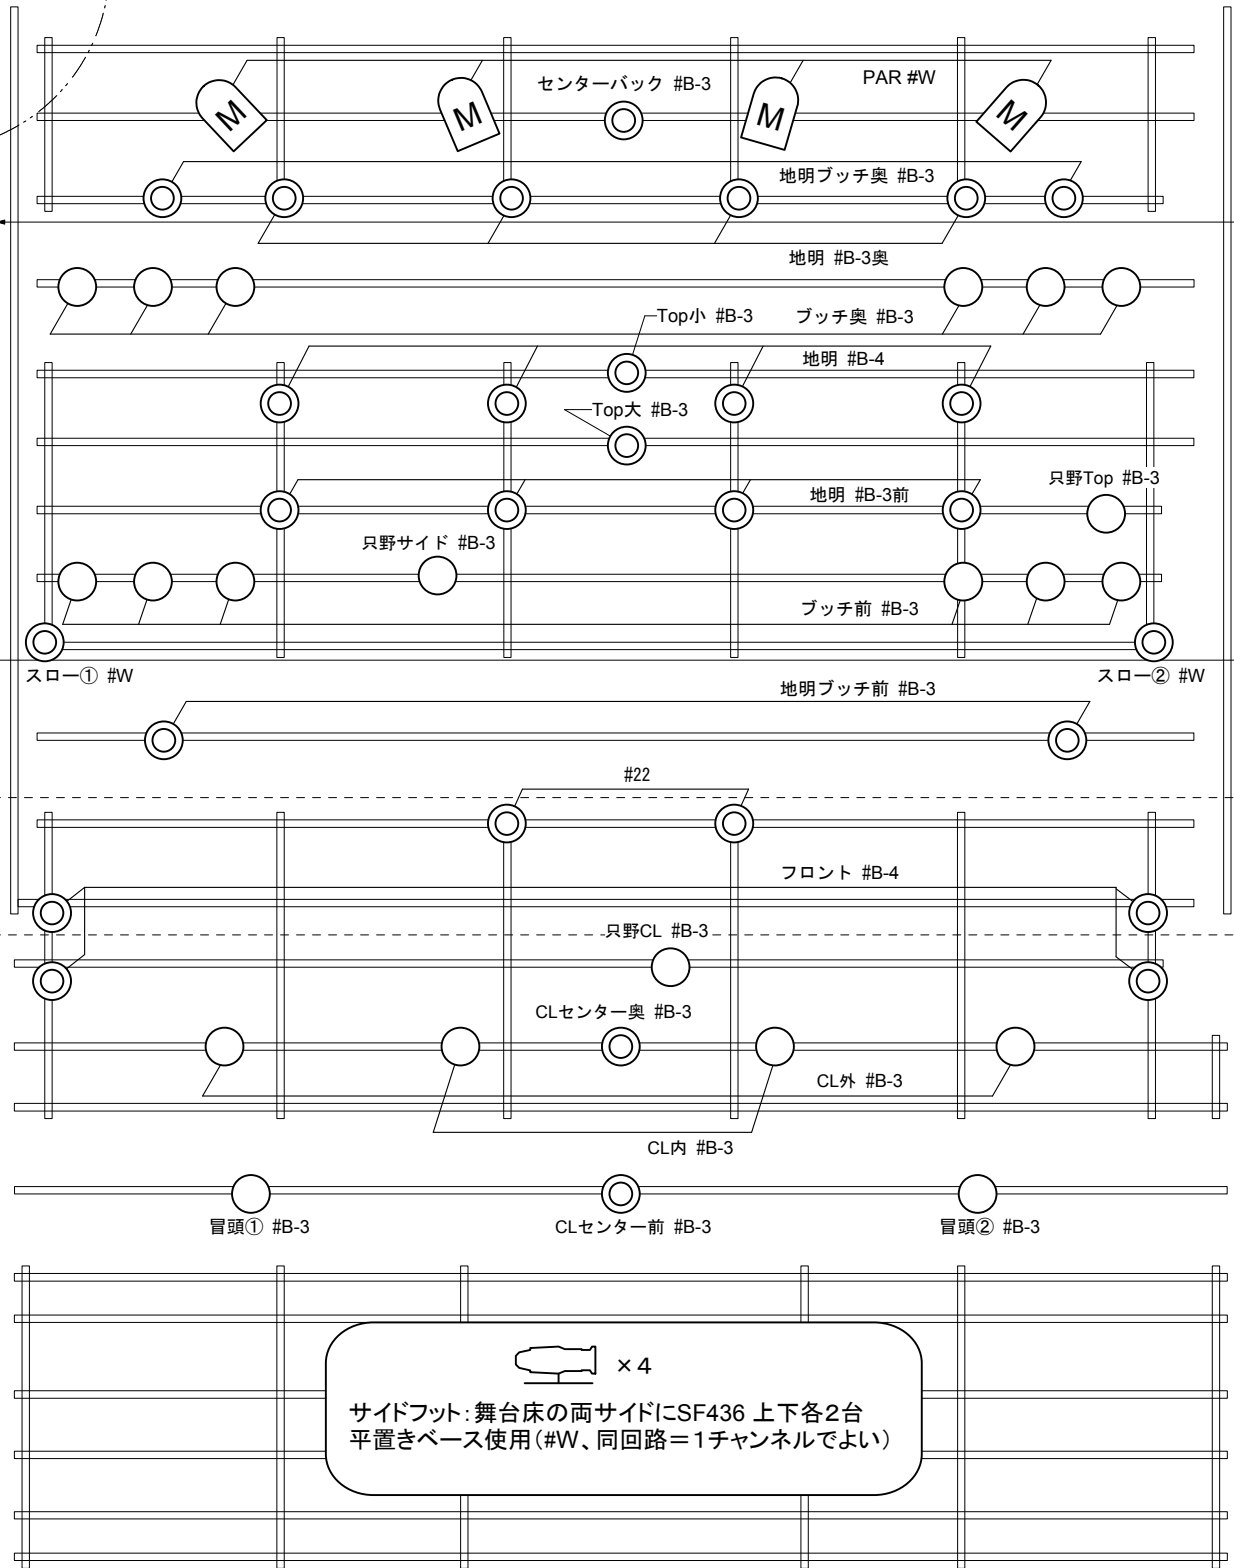 センターバック #B-3
PAR #W
M
M
M
M
地明ブッチ奥 #B-3
地明 #B-3奥
ブッチ奥 #B-3
Top小 #B-3
地明 #B-4
Top大 #B-3
只野Top #B-3
地明 #B-3前
只野サイド #B-3
ブッチ前 #B-3
スロー① #W
スロー② #W
地明ブッチ前 #B-3
#22
フロント #B-4
只野CL #B-3
CLセンター奥 #B-3
CL外 #B-3
CL内 #B-3
冒頭① #B-3
CLセンター前 #B-3
冒頭② #B-3
×4
サイドフット:舞台床の両サイドにSF436 上下各2台
平置きベース使用(#W、同回路=1チャンネルでよい)